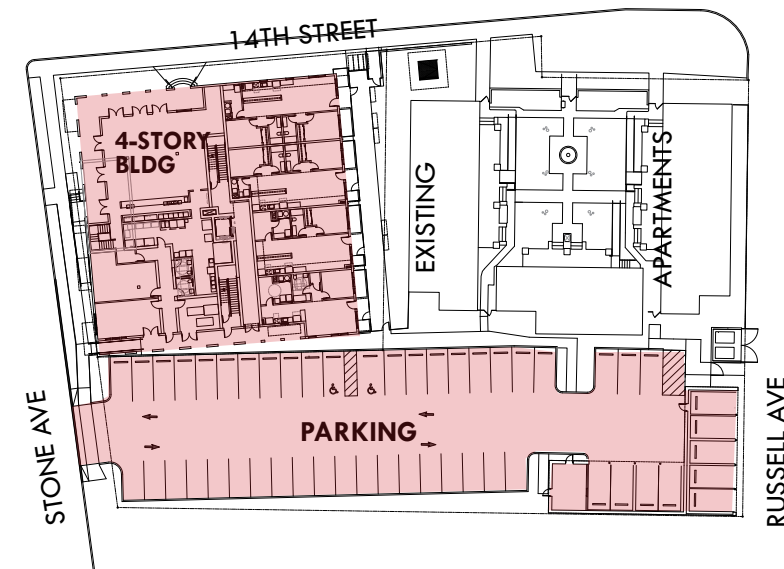 14TH STREET
4-STORY
BLDG
EXISTING
APARTMENTS
PARKING
STONE AVE
RUSSELL AVE